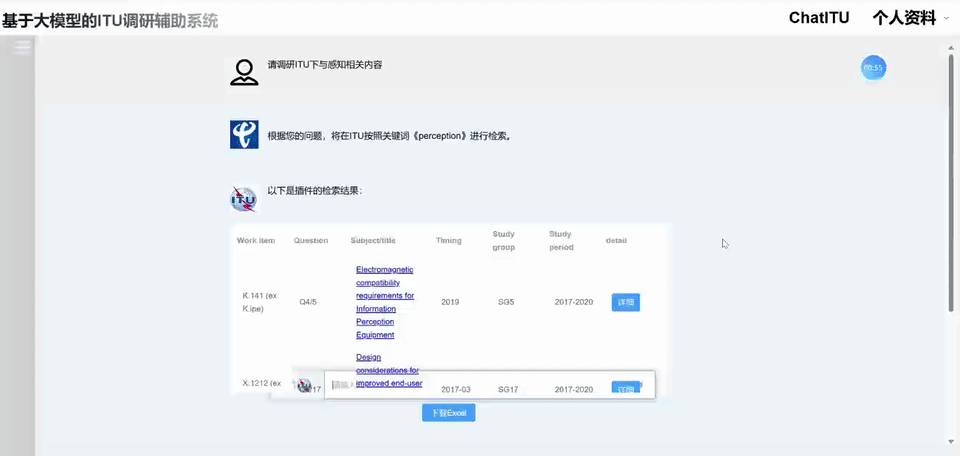 基于大模型的ITU调研辅助系统
ChatITU 个人资料
请调研ITU下与感知相关内容
00:55
根据您的问题，将在ITU按照关键词《perception》进行检索。
ITU
以下是插件的检索结果：
Work item Question Subject/title Timing Study group Study period detail
K.141 (ex K.ipe) Q4/5 Electromagnetic compatibility requirements for Information Perception Equipment 2019 SG5 2017-2020 详细
X.1212 (ex 17 Design considerations for improved end-user 2017-03 SG17 2017-2020 详细
请输入
下载Excel